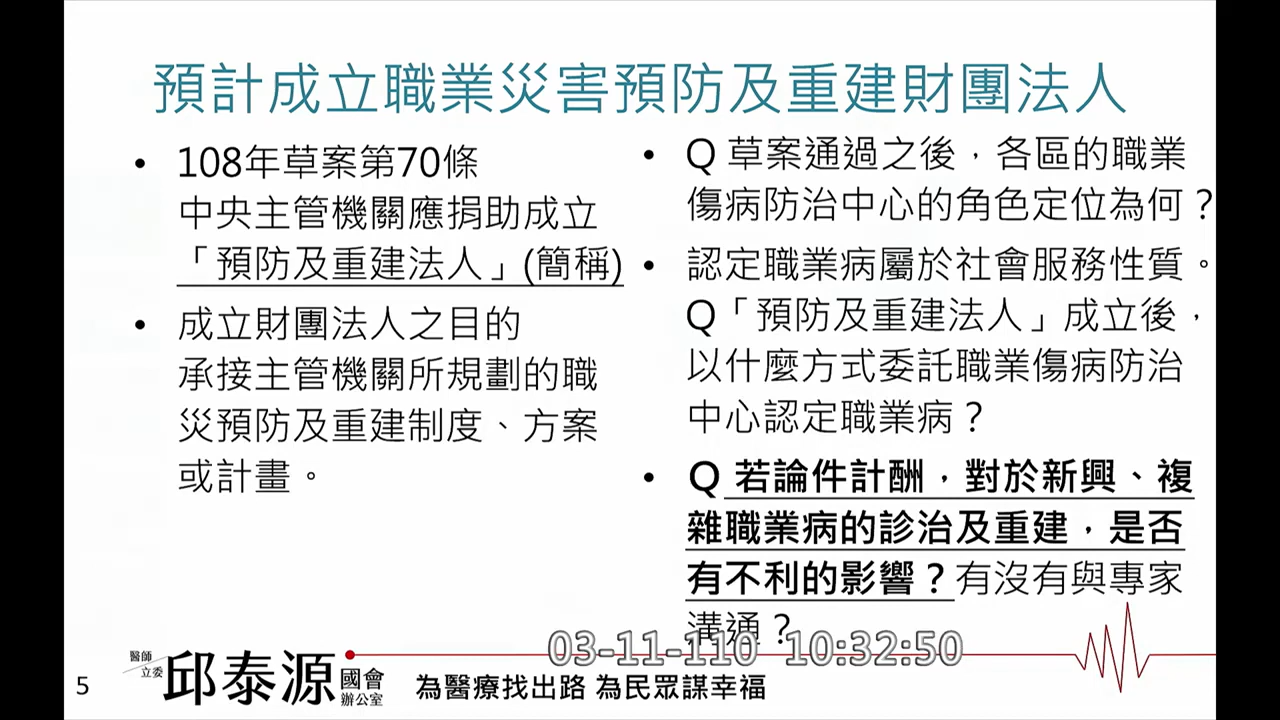 預計成立職業災害預防及重建財團法人
• 108年草案第70條
中央主管機關應捐助成立
「預防及重建法人」(簡稱)
• 成立財團法人之目的
承接主管機關所規劃的職
災預防及重建制度、方案
或計畫。
• Q 草案通過之後，各區的職業
傷病防治中心的角色定位為何？
• 認定職業病屬於社會服務性質。
Q「預防及重建法人」成立後，
以什麼方式委託職業傷病防治
中心認定職業病？
• Q 若論件計酬，對於新興、複
雜職業病的診治及重建，是否
有不利的影響？有沒有與專家
溝通？
03-11-110 10:32:50
5
醫師
立委
邱泰源
國會
辦公室
為醫療找出路 為民眾謀幸福